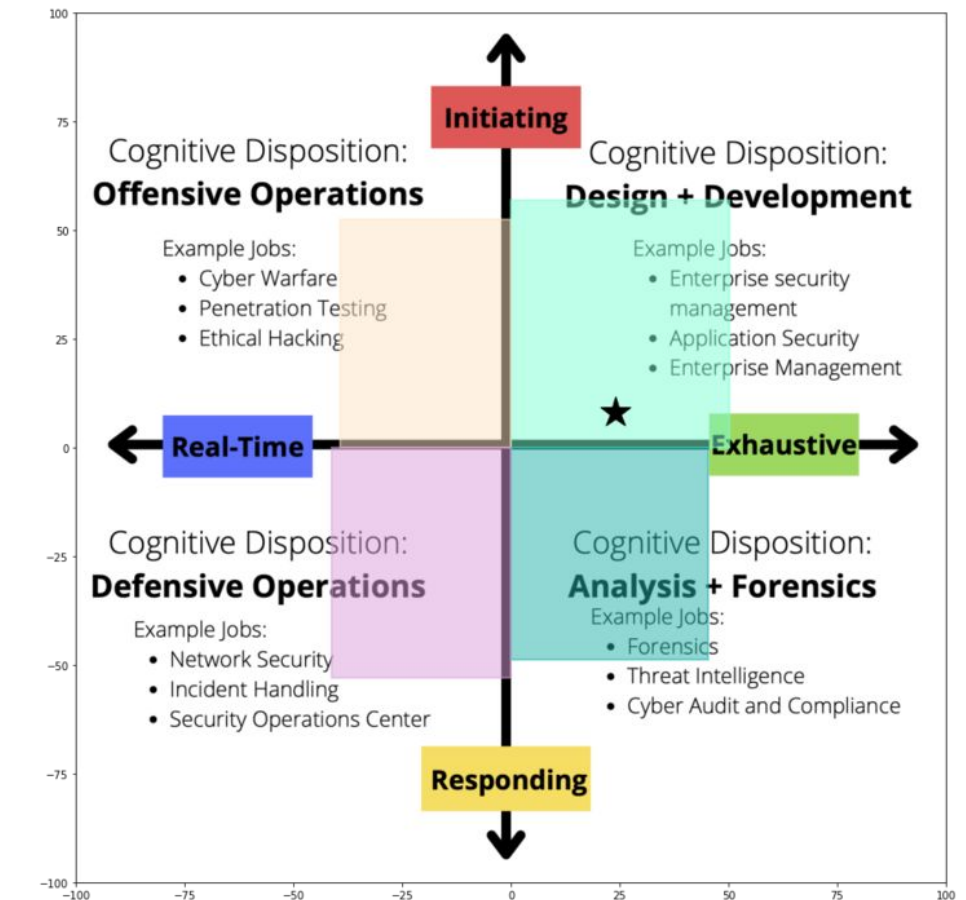 100
75
50
25
0
−25
−50
−75
−100
−100
−75
−50
−25
0
25
50
75
100
Initiating
Cognitive Disposition:
Offensive Operations
Example Jobs:
• Cyber Warfare
• Penetration Testing
• Ethical Hacking
Cognitive Disposition:
Design + Development
Example Jobs:
• Enterprise security
management
• Application Security
• Enterprise Management
Real-Time
Exhaustive
Cognitive Disposition:
Defensive Operations
Example Jobs:
• Network Security
• Incident Handling
• Security Operations Center
Cognitive Disposition:
Analysis + Forensics
Example Jobs:
• Forensics
• Threat Intelligence
• Cyber Audit and Compliance
Responding